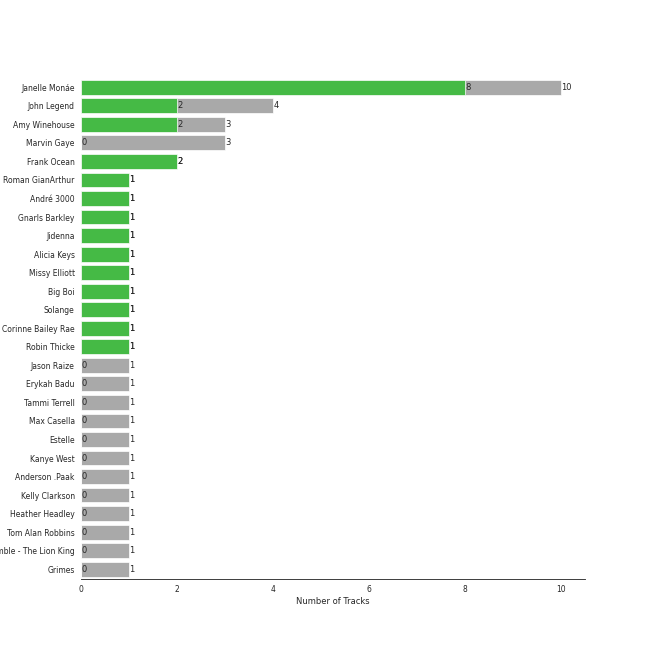 Janelle Monáe 8 10
John Legend 2 4
Amy Winehouse 2 3
Marvin Gaye 0 3
Frank Ocean 2
Roman GianArthur 1
André 3000 1
Gnarls Barkley 1
Jidenna 1
Alicia Keys 1
Missy Elliott 1
Big Boi 1
Solange 1
Corinne Bailey Rae 1
Robin Thicke 1
Jason Raize 0 1
Erykah Badu 0 1
Tammi Terrell 0 1
Max Casella 0 1
Estelle 0 1
Kanye West 0 1
Anderson .Paak 0 1
Kelly Clarkson 0 1
Heather Headley 0 1
Tom Alan Robbins 0 1
mble - The Lion King 0 1
Grimes 0 1
0 2 4 6 8 10
Number of Tracks